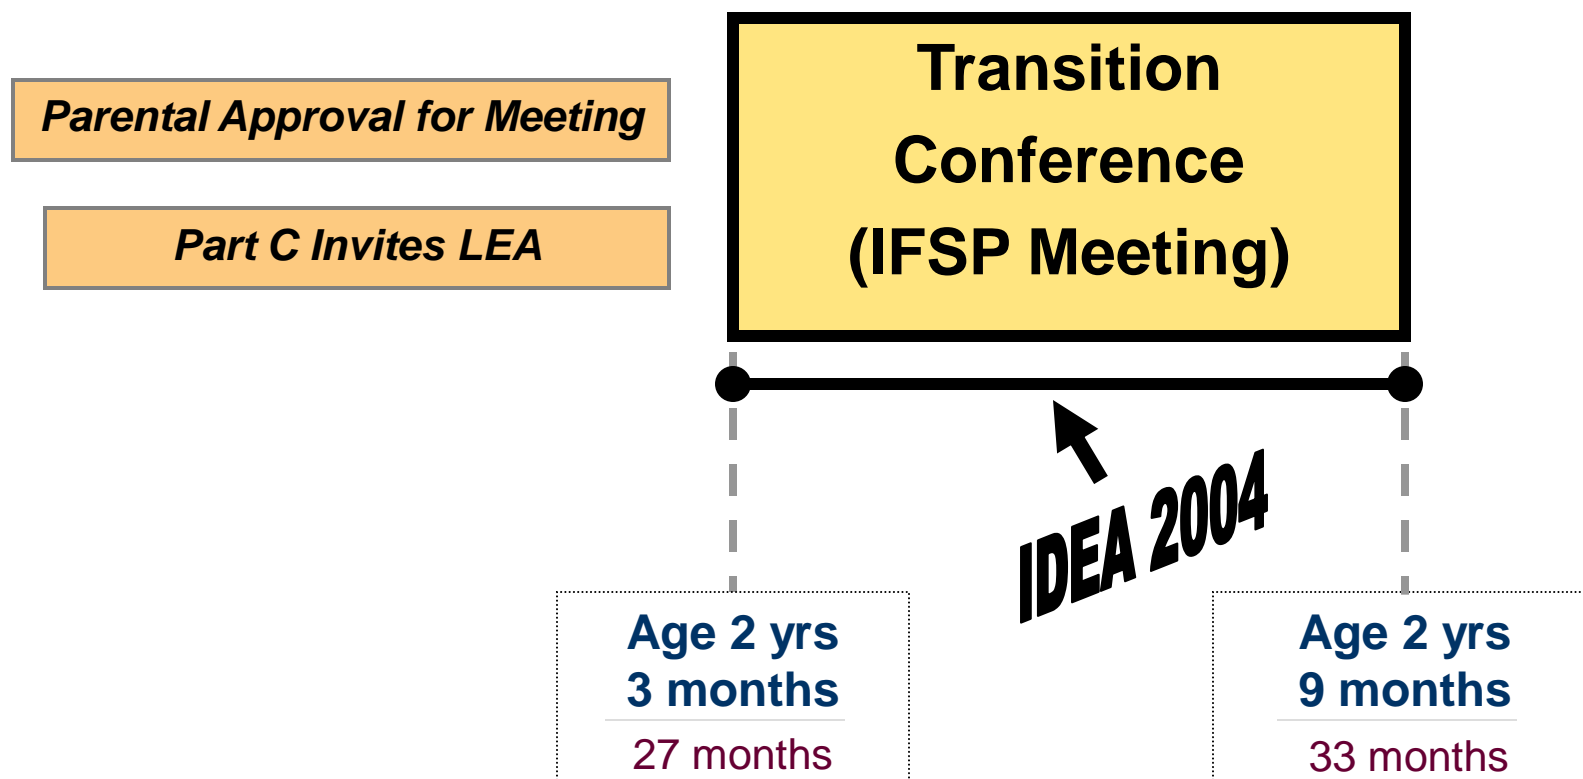 Parental Approval for Meeting
Part C Invites LEA
Transition
Conference
(IFSP Meeting)
IDEA 2004
Age 2 yrs
3 months
27 months
Age 2 yrs
9 months
33 months